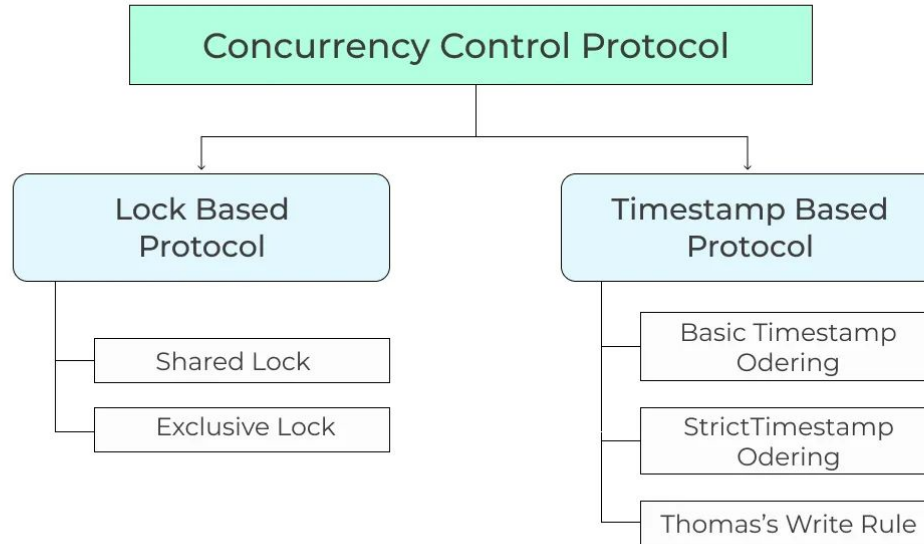 Concurrency Control Protocol
Lock Based
Protocol
Shared Lock
Exclusive Lock
Timestamp Based
Protocol
Basic Timestamp
Odering
StrictTimestamp
Odering
Thomas's Write Rule